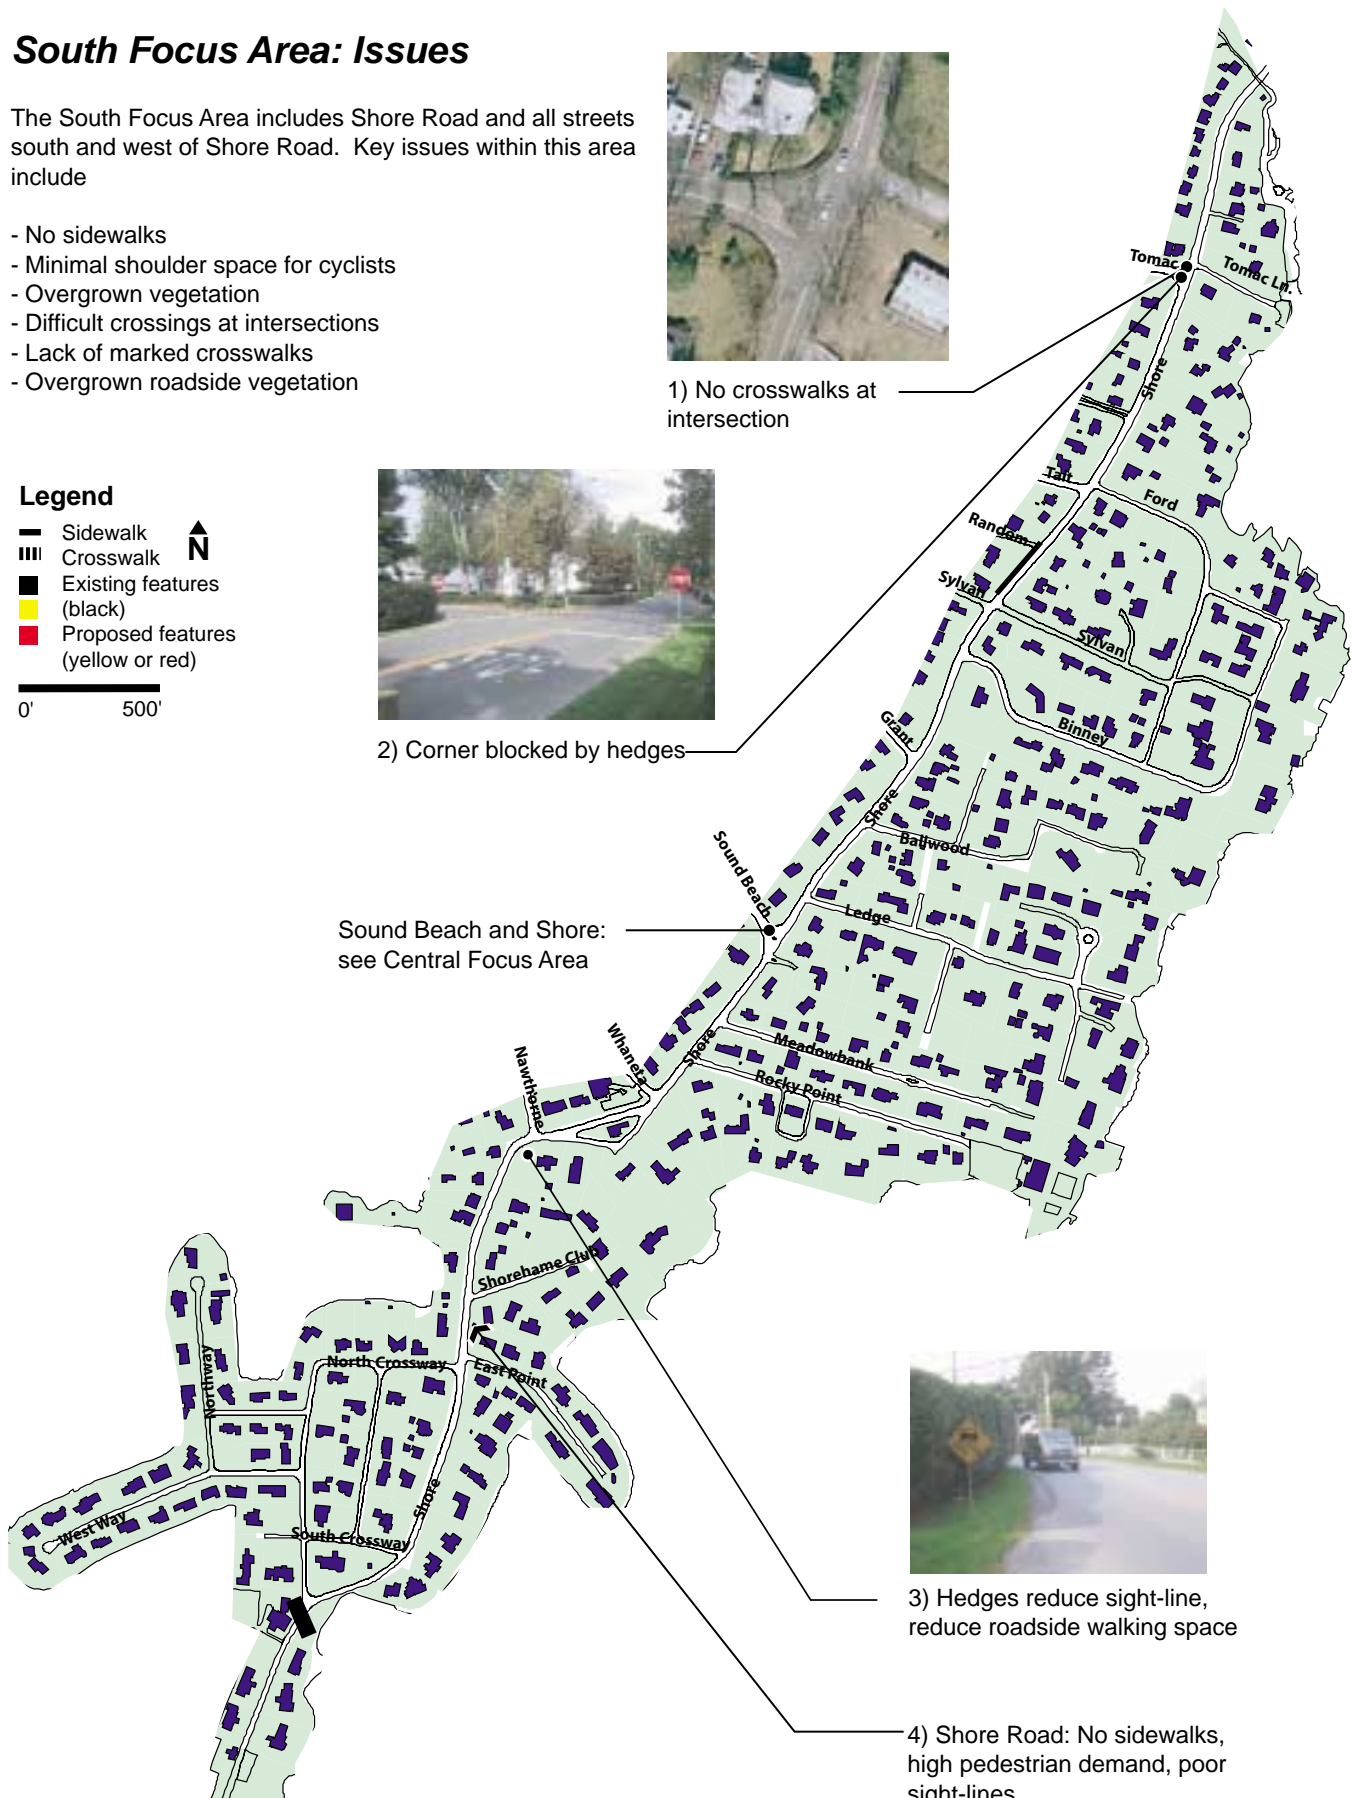 South Focus Area: Issues
The South Focus Area includes Shore Road and all streets
south and west of Shore Road.  Key issues within this area
include
- No sidewalks
- Minimal shoulder space for cyclists
- Overgrown vegetation
- Difficult crossings at intersections
- Lack of marked crosswalks
- Overgrown roadside vegetation
1) No crosswalks at
intersection
Legend
Sidewalk
Crosswalk
N
Existing features
(black)
Proposed features
(yellow or red)
0'
500'
2) Corner blocked by hedges
Sound Beach and Shore:
see Central Focus Area
3) Hedges reduce sight-line,
reduce roadside walking space
4) Shore Road: No sidewalks,
high pedestrian demand, poor
sight-lines
Tomac
Tomac Ln.
Shore
Tait
Ford
Random
Sylvan
Sylvan
Grant
Binney
Shore
Ballwood
Sound Beach
Ledge
Whaneta
Shore
Meadowbank
Rocky Point
Nawthorne
Shorehame Club
North Crossway
East Point
Northway
Shore
West Way
South Crossway